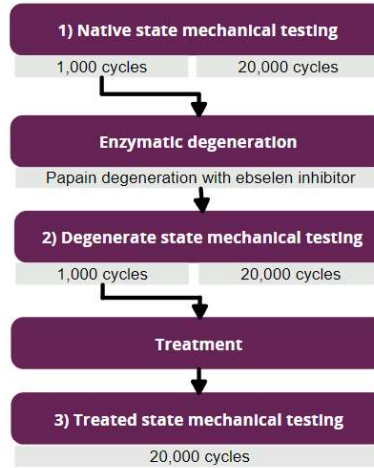 1) Native state mechanical testing
1,000 cycles 20,000 cycles
Enzymatic degeneration
Papain degeneration with ebselen inhibitor
2) Degenerate state mechanical testing
1,000 cycles 20,000 cycles
Treatment
3) Treated state mechanical testing
20,000 cycles